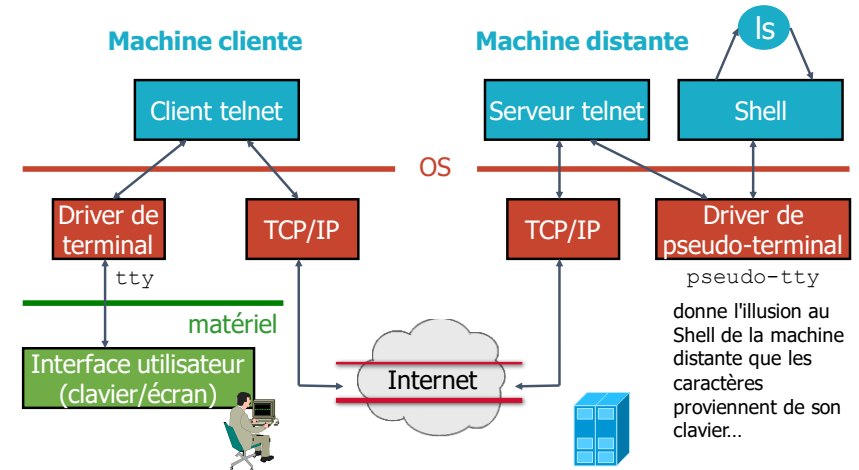 Machine cliente
Machine distante
ls
Client telnet
Serveur telnet
Shell
OS
Driver de
terminal
TCP/IP
TCP/IP
Driver de
pseudo-terminal
tty
pseudo-tty
matériel
Interface utilisateur
(clavier/écran)
Internet
donne l'illusion au
Shell de la machine
distante que les
caractères
proviennent de son
clavier…